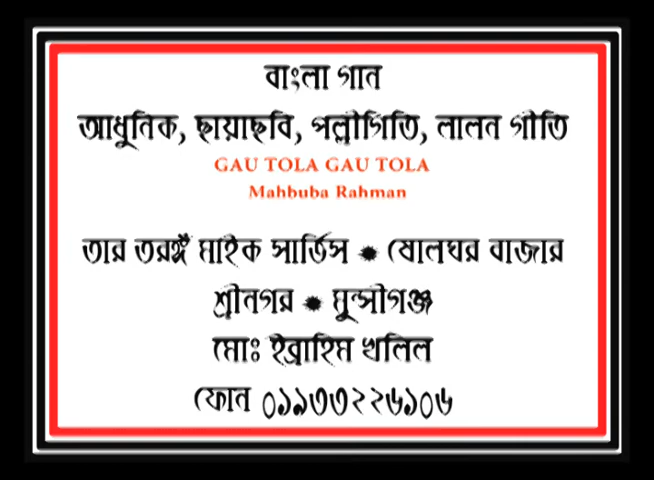 বাংলা গান
আধুনিক, ছায়াছবি, পল্লীগিতি, লালন গীতি
GAU TOLA GAU TOLA
Mahbuba Rahman
তার তরঙ্গঁ মাইক সার্ভিস ✹ ষোলঘর বাজার
শ্রীনগর ✹ মুন্সীগঞ্জ
মোঃ ইব্রাহিম খলিল
ফোন ০১৯৩৩২২৬১০৬